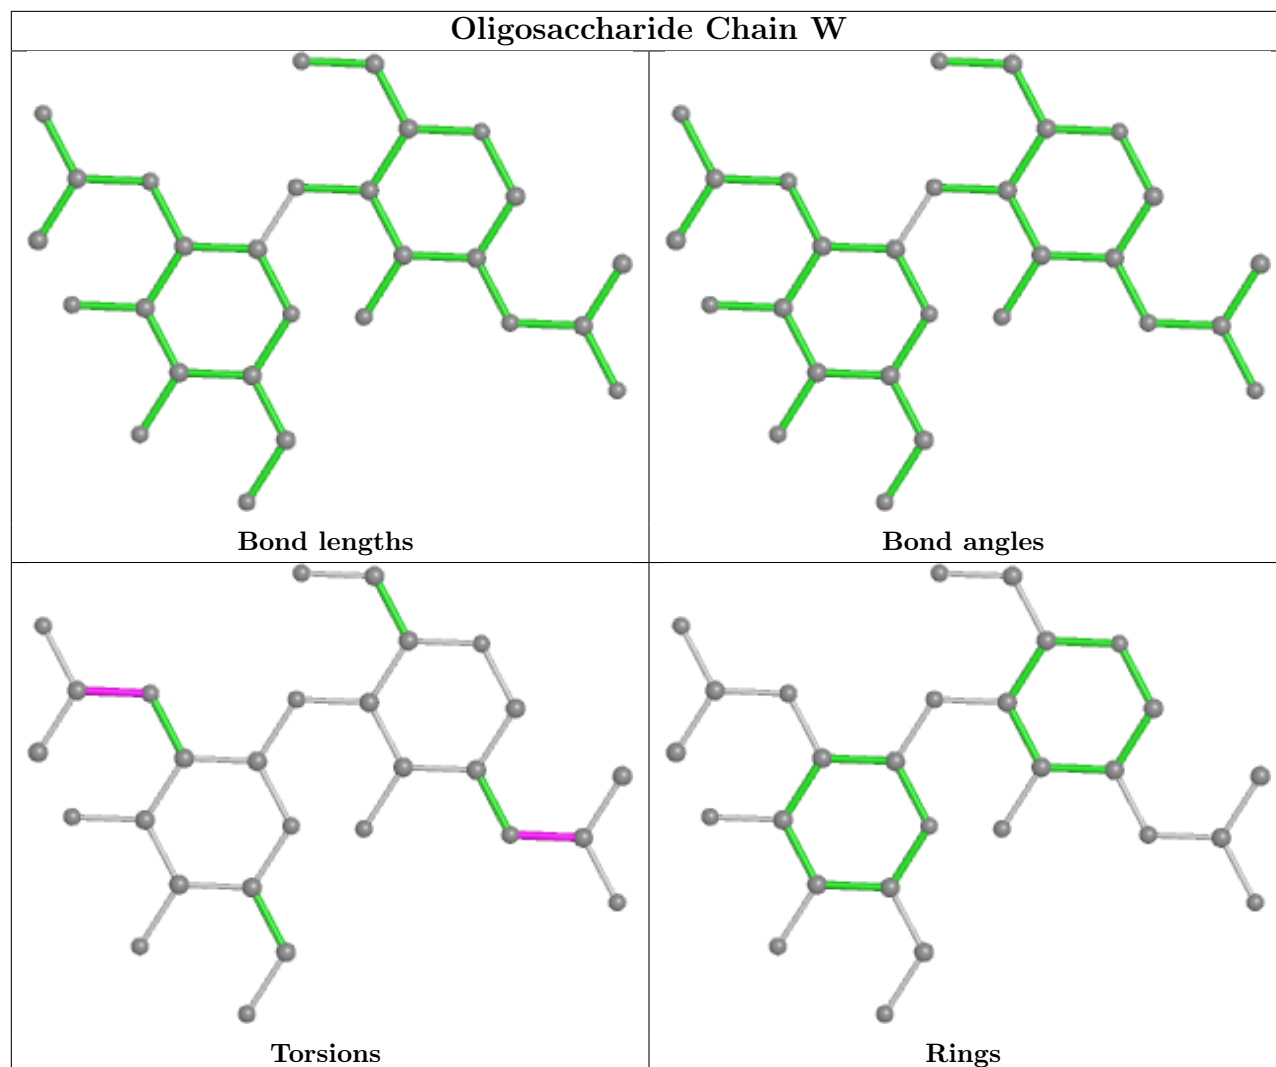 Oligosaccharide Chain W
Bond lengths
Bond angles
Torsions
Rings